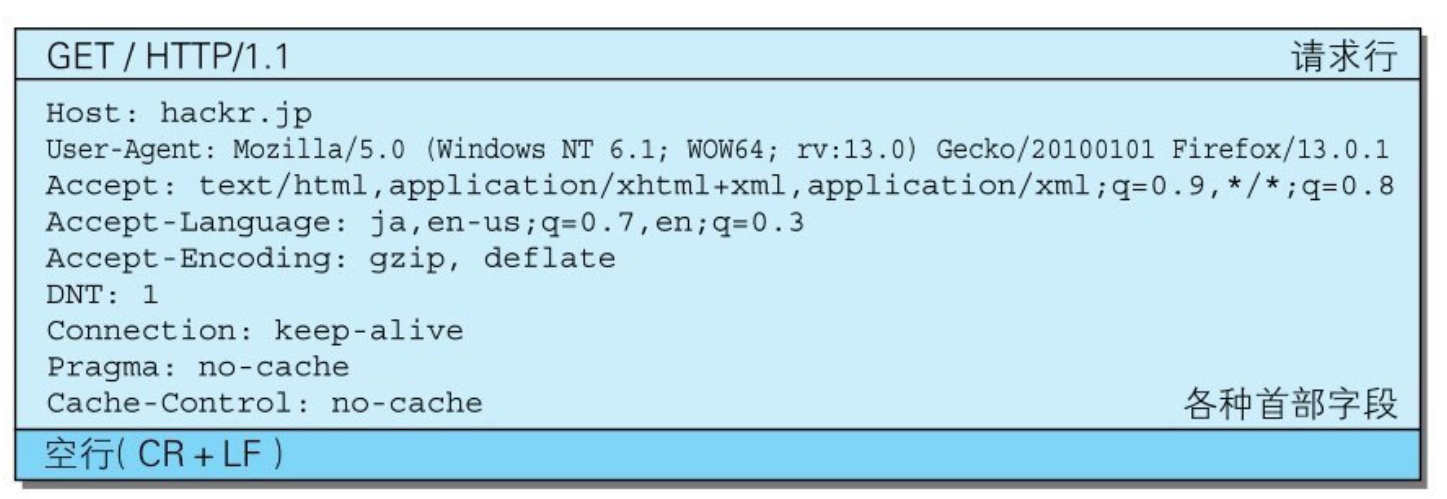 GET / HTTP/1.1 请求行
Host: hackr.jp
User-Agent: Mozilla/5.0 (Windows NT 6.1; WOW64; rv:13.0) Gecko/20100101 Firefox/13.0.1
Accept: text/html,application/xhtml+xml,application/xml;q=0.9,*/*;q=0.8
Accept-Language: ja,en-us;q=0.7,en;q=0.3
Accept-Encoding: gzip, deflate
DNT: 1
Connection: keep-alive
Pragma: no-cache
Cache-Control: no-cache 各种首部字段
空行( CR + LF )